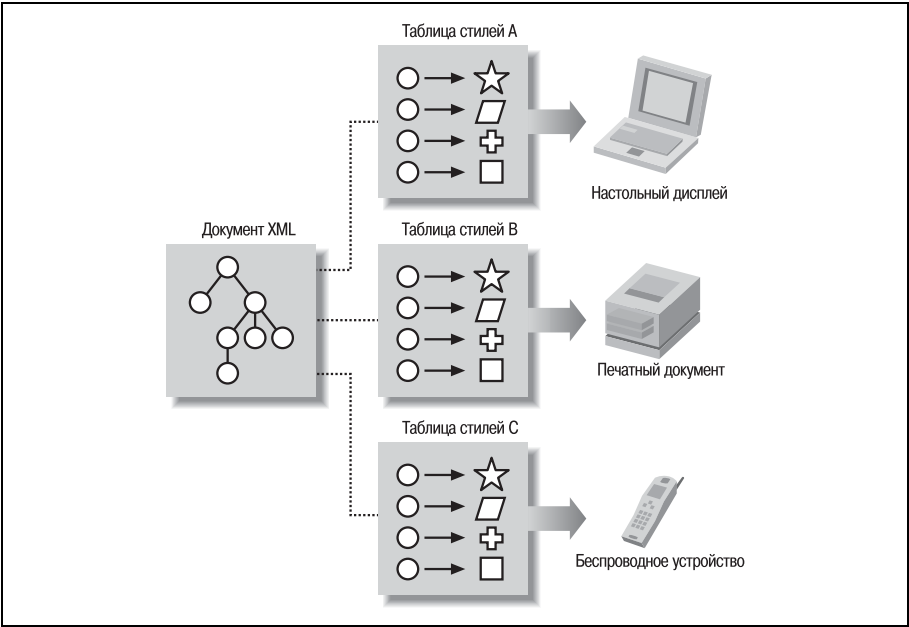 Таблица стилей A
Настольный дисплей
Документ XML
Таблица стилей B
Печатный документ
Таблица стилей C
Беспроводное устройство